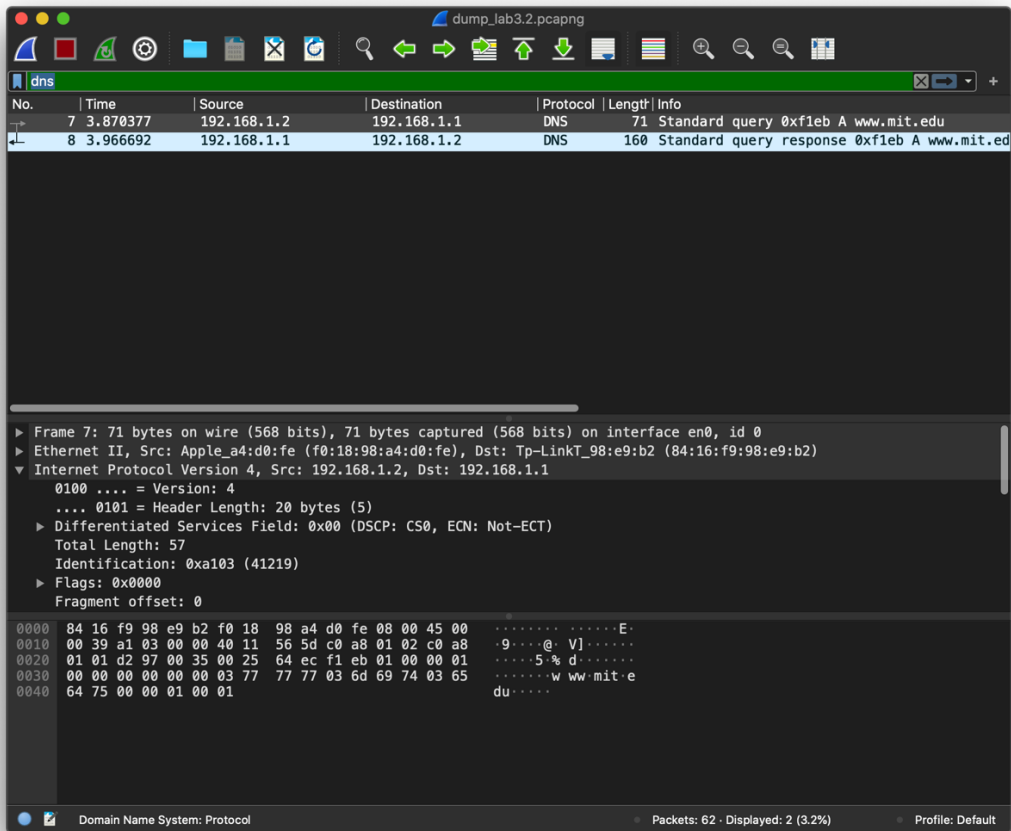 dump_lab3.2.pcapng
dns
No. Time Source Destination Protocol Length Info
7 3.870377 192.168.1.2 192.168.1.1 DNS 71 Standard query 0xf1eb A www.mit.edu
8 3.966692 192.168.1.1 192.168.1.2 DNS 160 Standard query response 0xf1eb A www.mit.ed
Frame 7: 71 bytes on wire (568 bits), 71 bytes captured (568 bits) on interface en0, id 0
Ethernet II, Src: Apple_a4:d0:fe (f0:18:98:a4:d0:fe), Dst: Tp-LinkT_98:e9:b2 (84:16:f9:98:e9:b2)
Internet Protocol Version 4, Src: 192.168.1.2, Dst: 192.168.1.1
0100 .... = Version: 4
.... 0101 = Header Length: 20 bytes (5)
Differentiated Services Field: 0x00 (DSCP: CS0, ECN: Not-ECT)
Total Length: 57
Identification: 0xa103 (41219)
Flags: 0x0000
Fragment offset: 0
0000 84 16 f9 98 e9 b2 f0 18 98 a4 d0 fe 08 00 45 00 ········ ······E·
0010 00 39 a1 03 00 00 40 11 56 5d c0 a8 01 02 c0 a8 ·9····@· V]······
0020 01 01 d2 97 00 35 00 25 64 ec f1 eb 01 00 00 01 ·····5·% d·······
0030 00 00 00 00 00 00 03 77 77 77 03 6d 69 74 03 65 ·······w ww·mit·e
0040 64 75 00 00 01 00 01 du·····
Domain Name System: Protocol Packets: 62 · Displayed: 2 (3.2%) Profile: Default